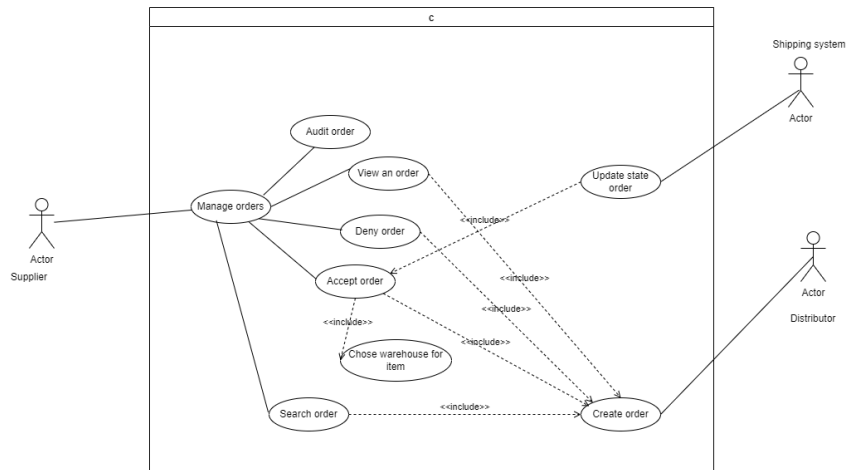 c
Shipping system
Actor
Audit order
View an order
Update state
order
Manage orders
<<include>>
Deny order
Actor
Supplier
Accept order
<<include>>
Actor
<<include>>
<<include>>
Distributor
<<include>>
Chose warehouse for
item
Search order
<<include>>
Create order